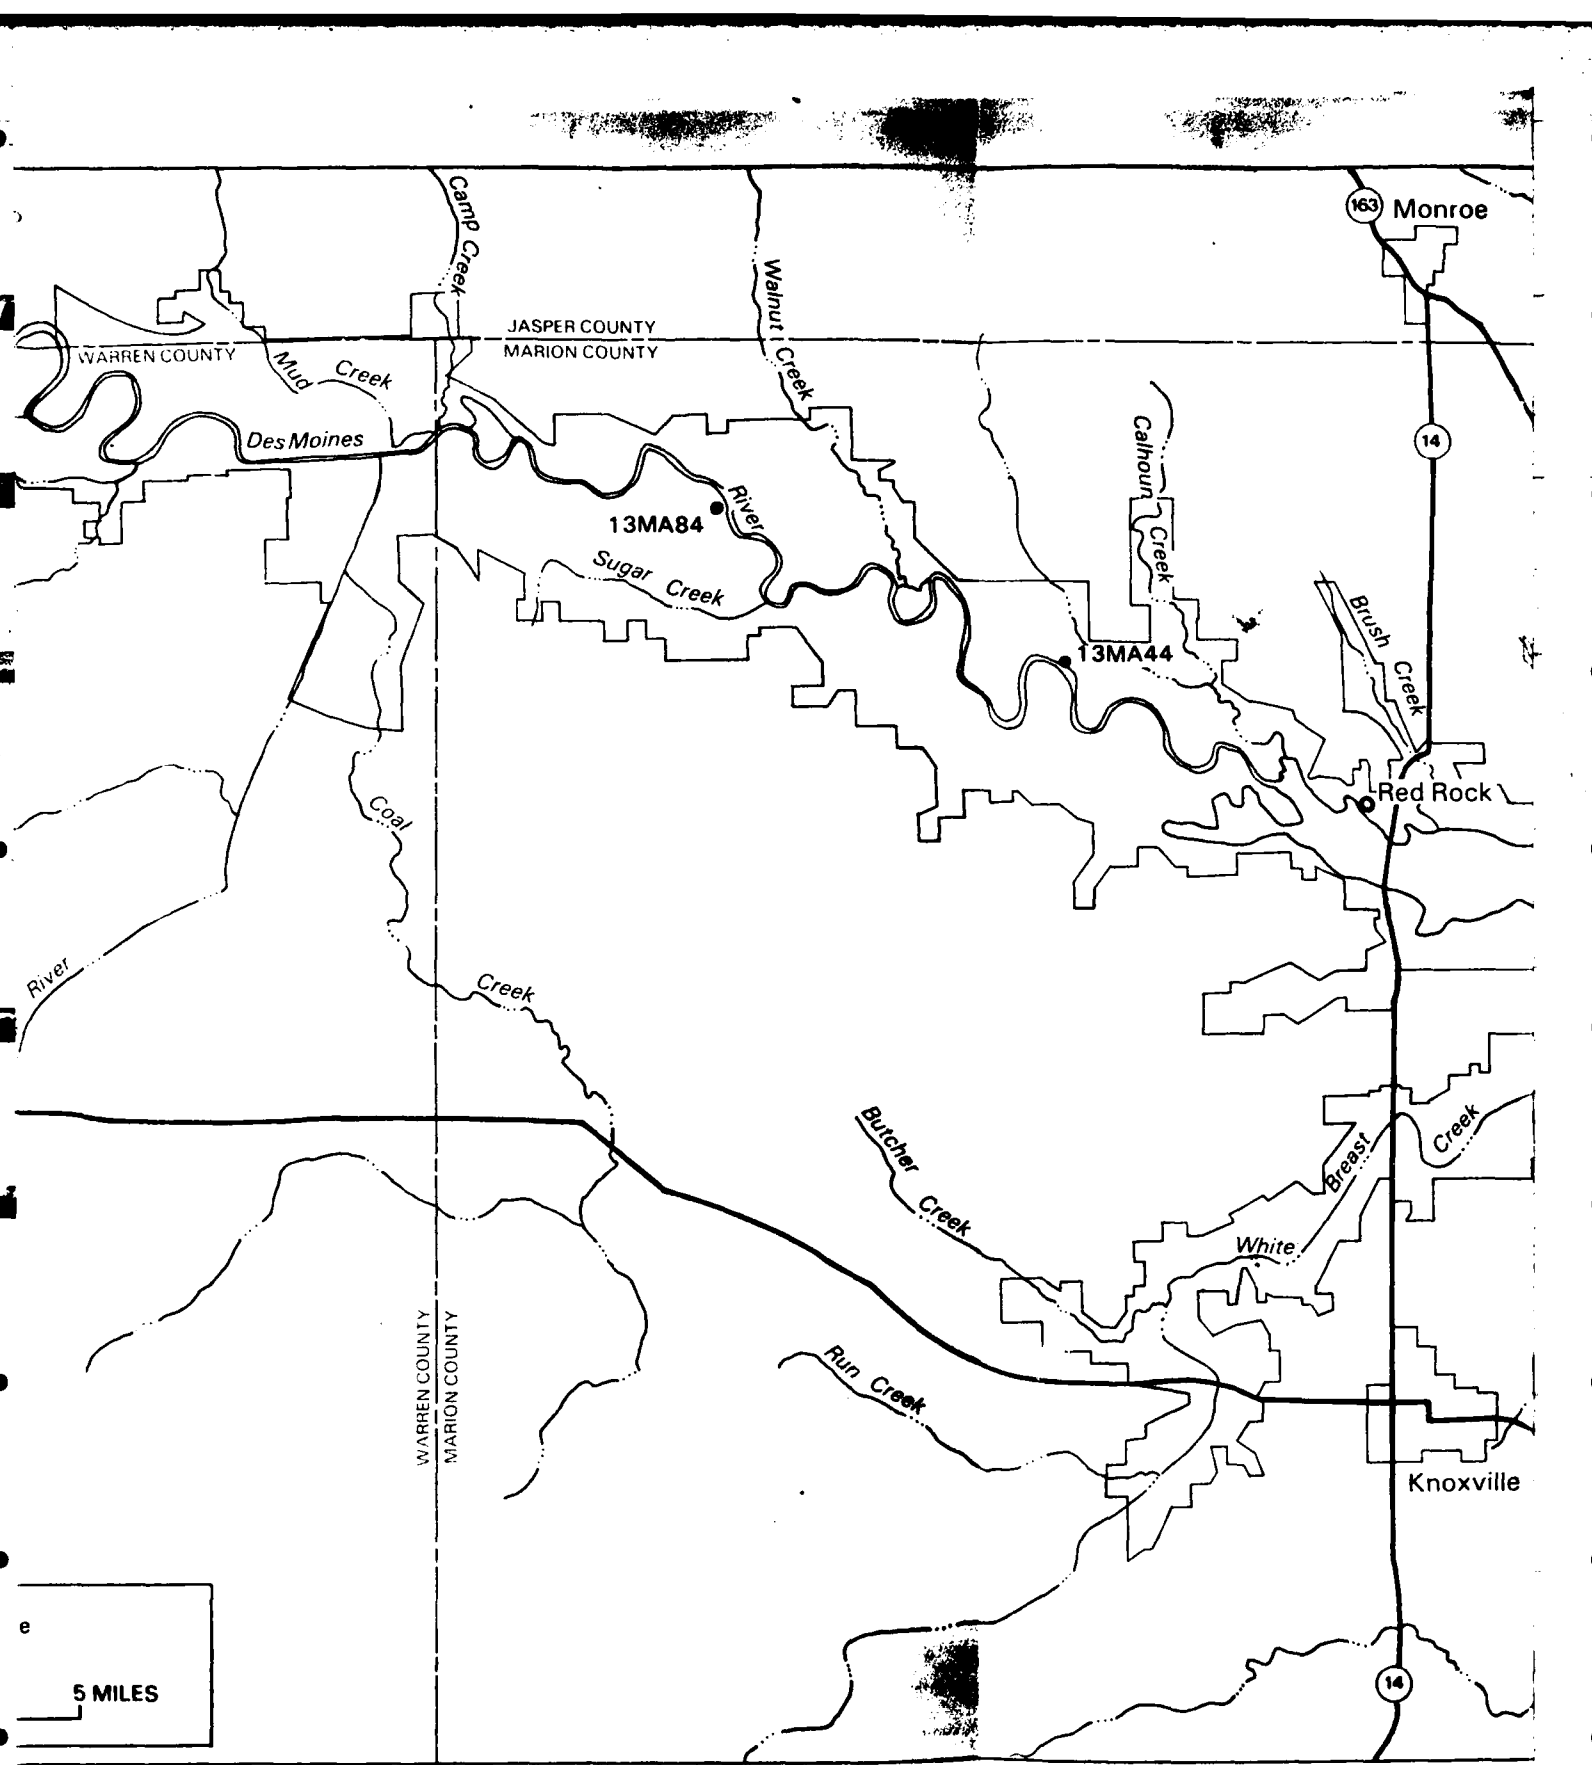 163
Monroe
Camp Creek
Walnut Creek
JASPER COUNTY
WARREN COUNTY
MARION COUNTY
Mud Creek
Des Moines
River
14
Calhoun Creek
13MA84
Sugar Creek
Brush Creek
13MA44
Red Rock
Coal
Creek
River
Butcher
Creek
Breast
Creek
White
WARREN COUNTY
MARION COUNTY
Run Creek
Knoxville
e
5 MILES
14